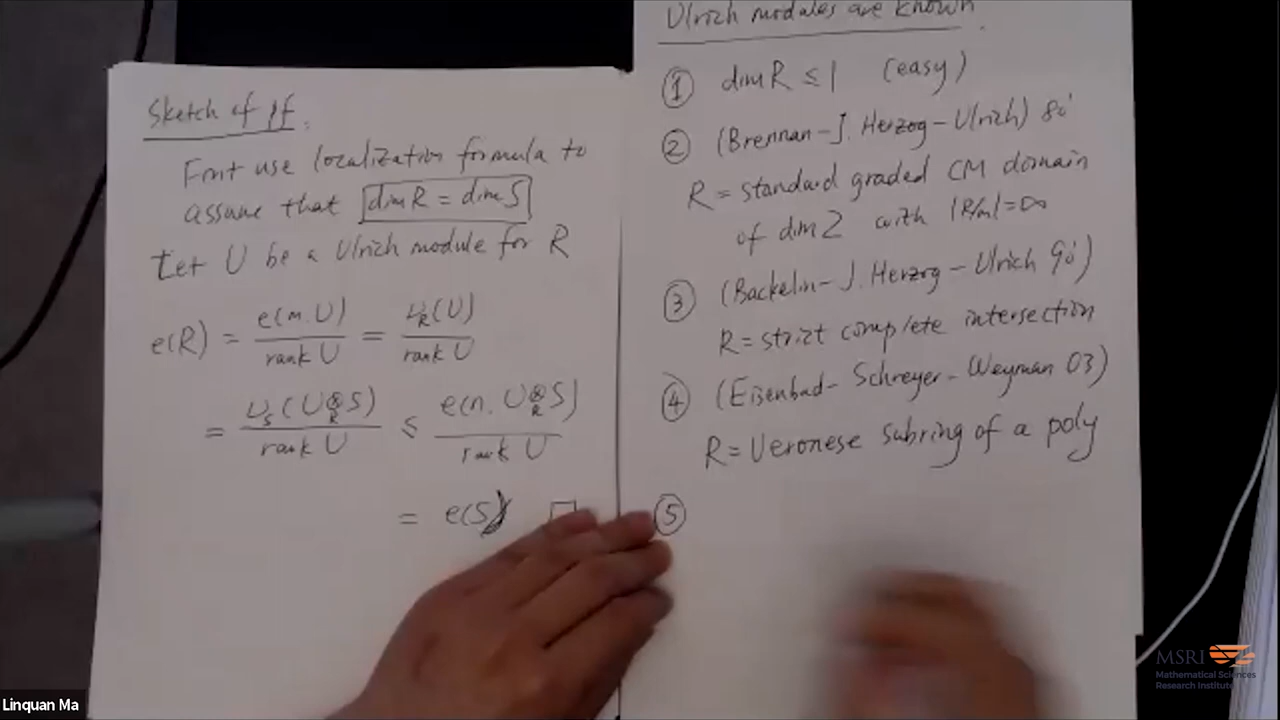 Sketch of pf.
First use localization formula to
assume that dim R = dim S
Let U be a Ulrich module for R
e(R) = e(m, U) / rank U = ν_R(U) / rank U
= ν_S(U⊗_R S) / rank U ≤ e(n, U⊗_R S) / rank U
= e(S) □
Ulrich modules are known.
① dim R ≤ 1 (easy)
② (Brennan-J. Herzog-Ulrich) 80'
R = standard graded CM domain
of dim 2 with |R/m|=∞
③ (Backelin-J. Herzog-Ulrich 90')
R = strict complete intersection
④ (Eisenbad-Schreyer-Weyman 03)
R = Veronese subring of a poly
⑤
Linquan Ma
MSRI
Mathematical Sciences
Research Institute